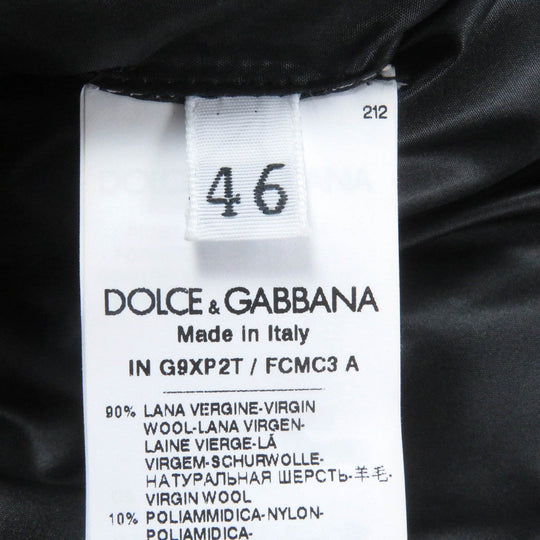 212
46
DOLCE & GABBANA
Made in Italy
IN G9XP2T / FCMC3 A
90% LANA VERGINE-VIRGIN
WOOL-LANA VIRGEN-
LAINE VIERGE-LÃ
VIRGEM-SCHURWOLLE-
НАТУРАЛЬНАЯ ШЕРСТЬ-羊毛-
VIRGIN WOOL
10% POLIAMMIDICA-NYLON-
POLIAMIDICA-